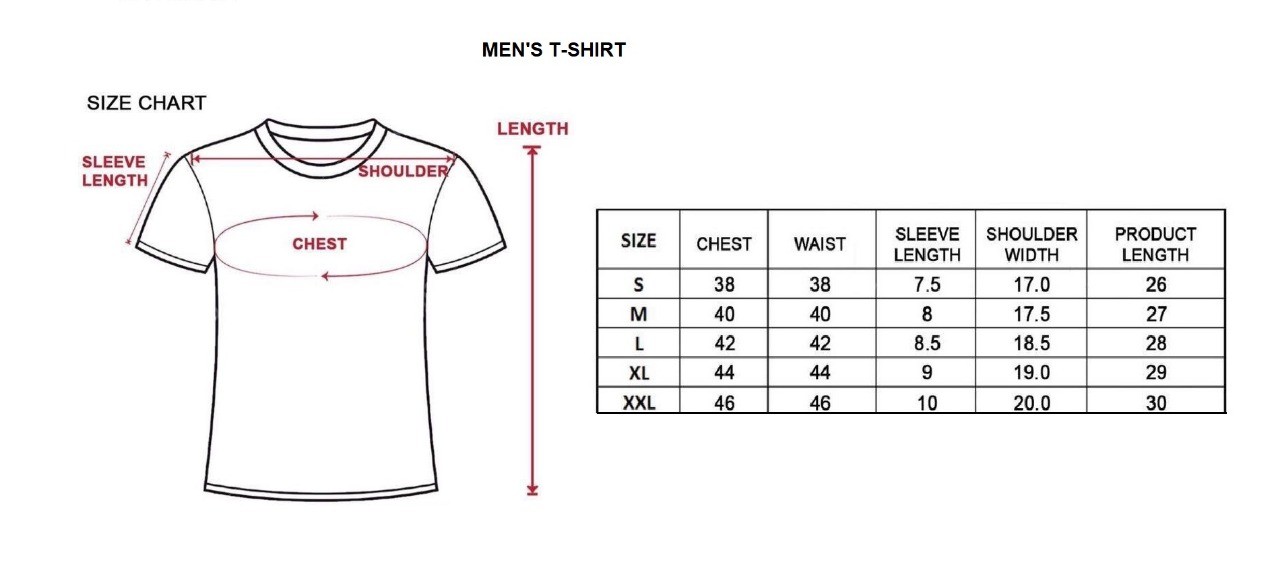 MEN'S T-SHIRT
SIZE CHART
LENGTH
SLEEVE
LENGTH
SHOULDER
CHEST
SIZE CHEST WAIST SLEEVE LENGTH SHOULDER WIDTH PRODUCT LENGTH
S 38 38 7.5 17.0 26
M 40 40 8 17.5 27
L 42 42 8.5 18.5 28
XL 44 44 9 19.0 29
XXL 46 46 10 20.0 30